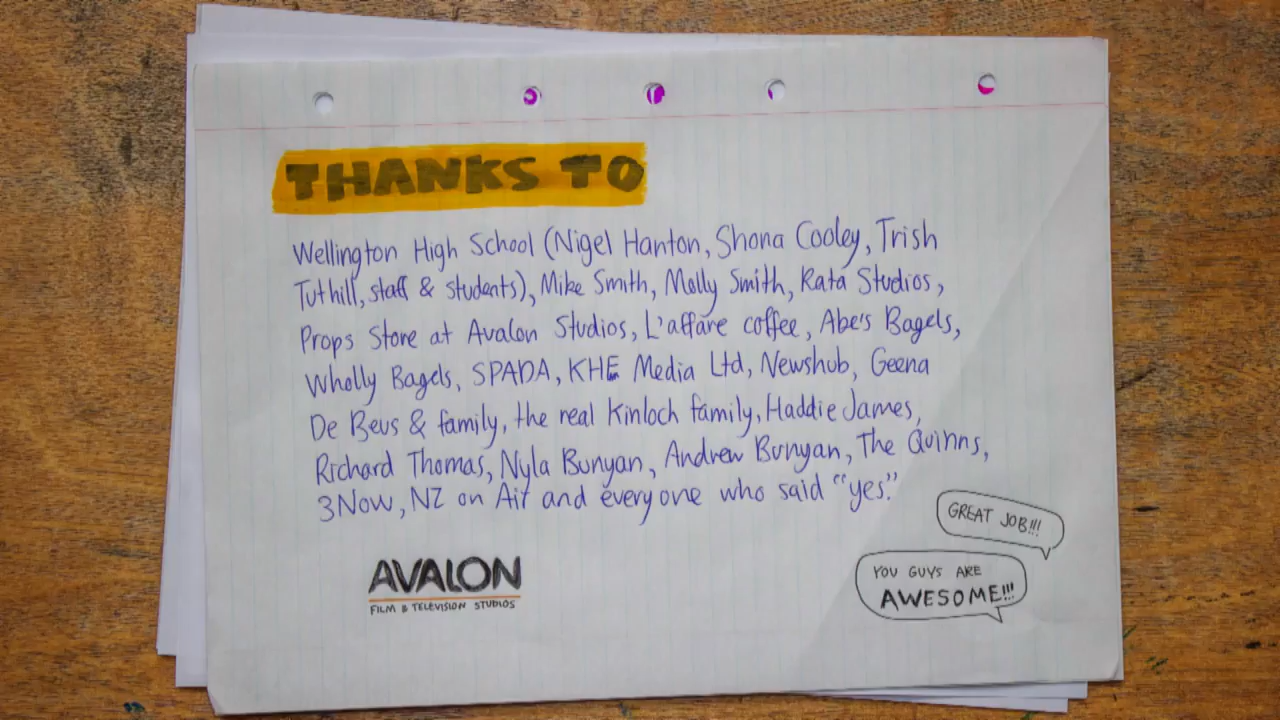 THANKS TO
Wellington High School (Nigel Hanton, Shona Cooley, Trish
Tuthill, staff & students), Mike Smith, Molly Smith, Rata Studios,
Props Store at Avalon Studios, L'affare coffee, Abe's Bagels,
Wholly Bagels, SPADA, KHE Media Ltd, Newshub, Geena
De Beus & family, the real Kinloch family, Haddie James,
Richard Thomas, Nyla Bunyan, Andrew Bunyan, The Quinns,
3Now, NZ on Air and everyone who said "yes."
GREAT JOB!!!
YOU GUYS ARE
AWESOME!!!
AVALON
FILM & TELEVISION STUDIOS